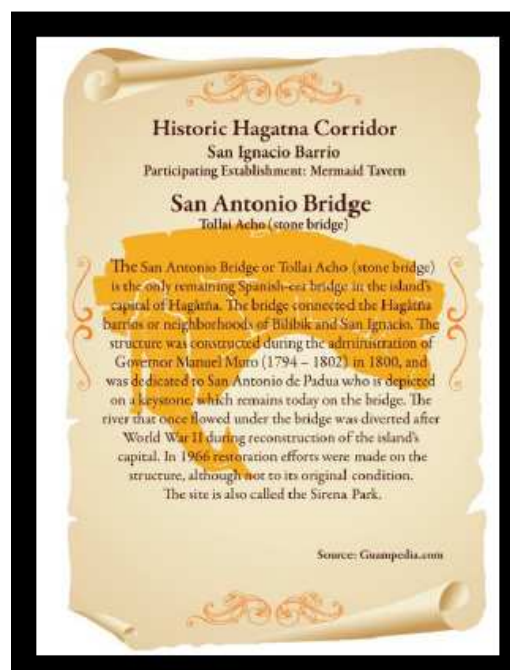 Historic Hagatna Corridor
San Ignacio Barrio
Participating Establishment: Mermaid Tavern
San Antonio Bridge
Tollai Acho (stone bridge)
The San Antonio Bridge or Tollai Acho (stone bridge)
is the only remaining Spanish-era bridge in the island's
capital of Hagåtña. The bridge connected the Hagåtña
barrios or neighborhoods of Bilibik and San Ignacio. The
structure was constructed during the administration of
Governor Manuel Muro (1794 – 1802) in 1800, and
was dedicated to San Antonio de Padua who is depicted
on a keystone, which remains today on the bridge. The
river that once flowed under the bridge was diverted after
World War II during reconstruction of the island's
capital. In 1966 restoration efforts were made on the
structure, although not to its original condition.
The site is also called the Sirena Park.
Source: Guampedia.com